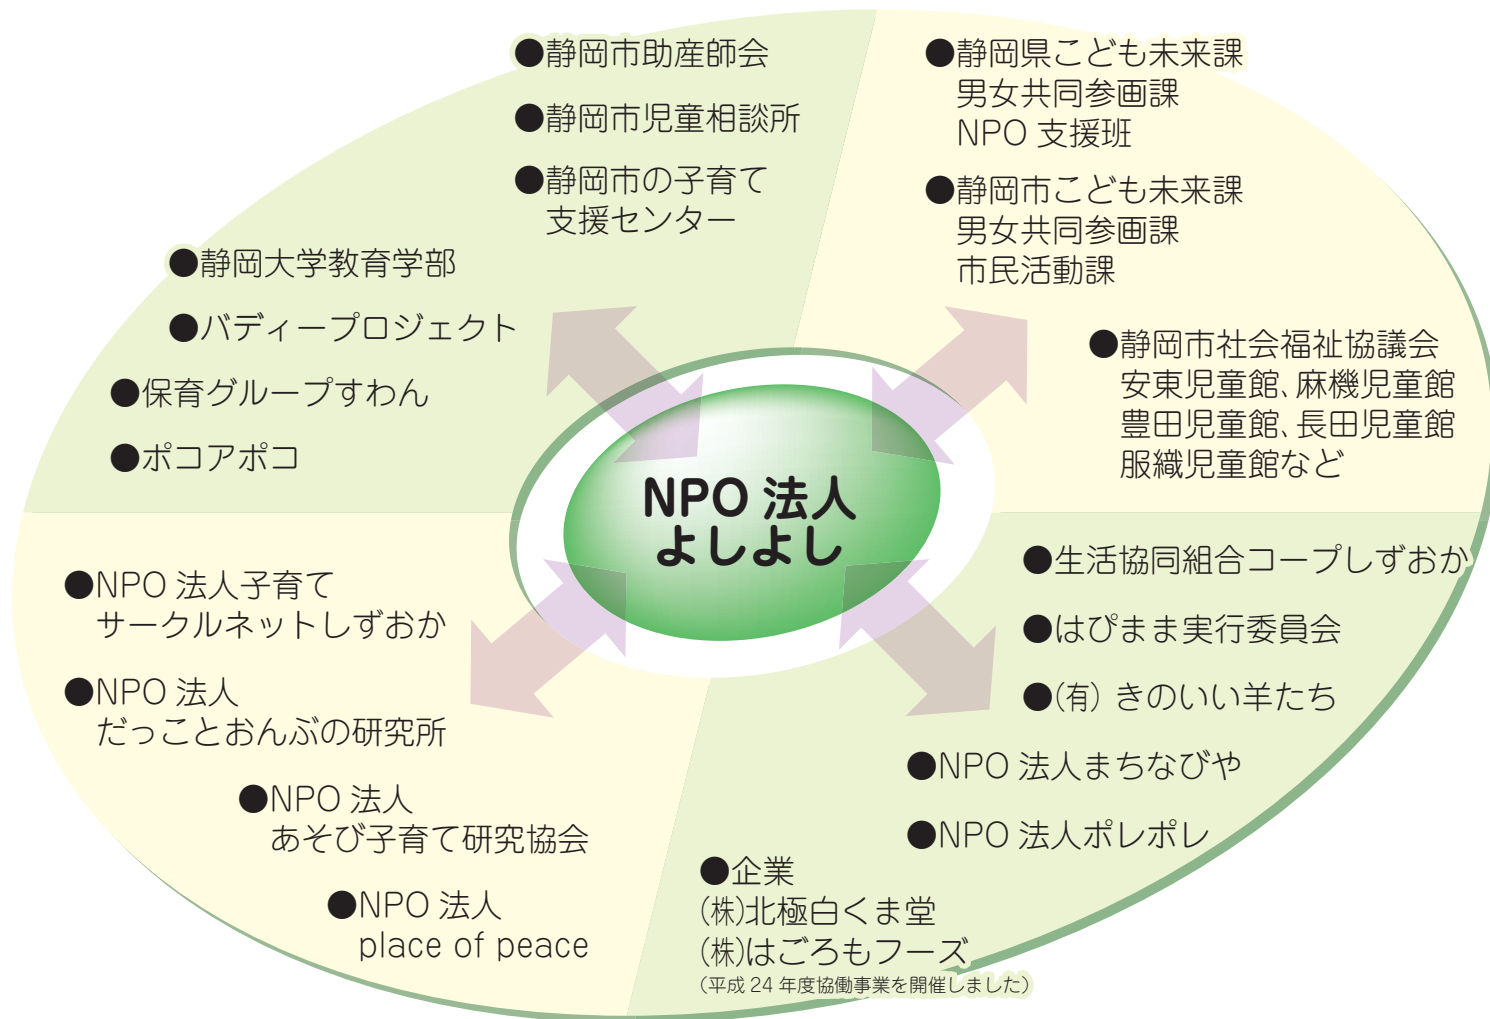 ●静岡市助産師会
●静岡市児童相談所
●静岡市の子育て
支援センター
●静岡大学教育学部
●バディープロジェクト
●保育グループすわん
●ポコアポコ
●静岡県こども未来課
男女共同参画課
NPO 支援班
●静岡市こども未来課
男女共同参画課
市民活動課
●静岡市社会福祉協議会
安東児童館、麻機児童館
豊田児童館、長田児童館
服織児童館など
NPO 法人
よしよし
●NPO 法人子育て
サークルネットしずおか
●NPO 法人
だっことおんぶの研究所
●NPO 法人
あそび子育て研究協会
●NPO 法人
place of peace
●生活協同組合コープしずおか
●はぴまま実行委員会
●(有) きのいい羊たち
●NPO 法人まちなびや
●NPO 法人ポレポレ
●企業
(株)北極白くま堂
(株)はごろもフーズ
(平成 24 年度協働事業を開催しました)